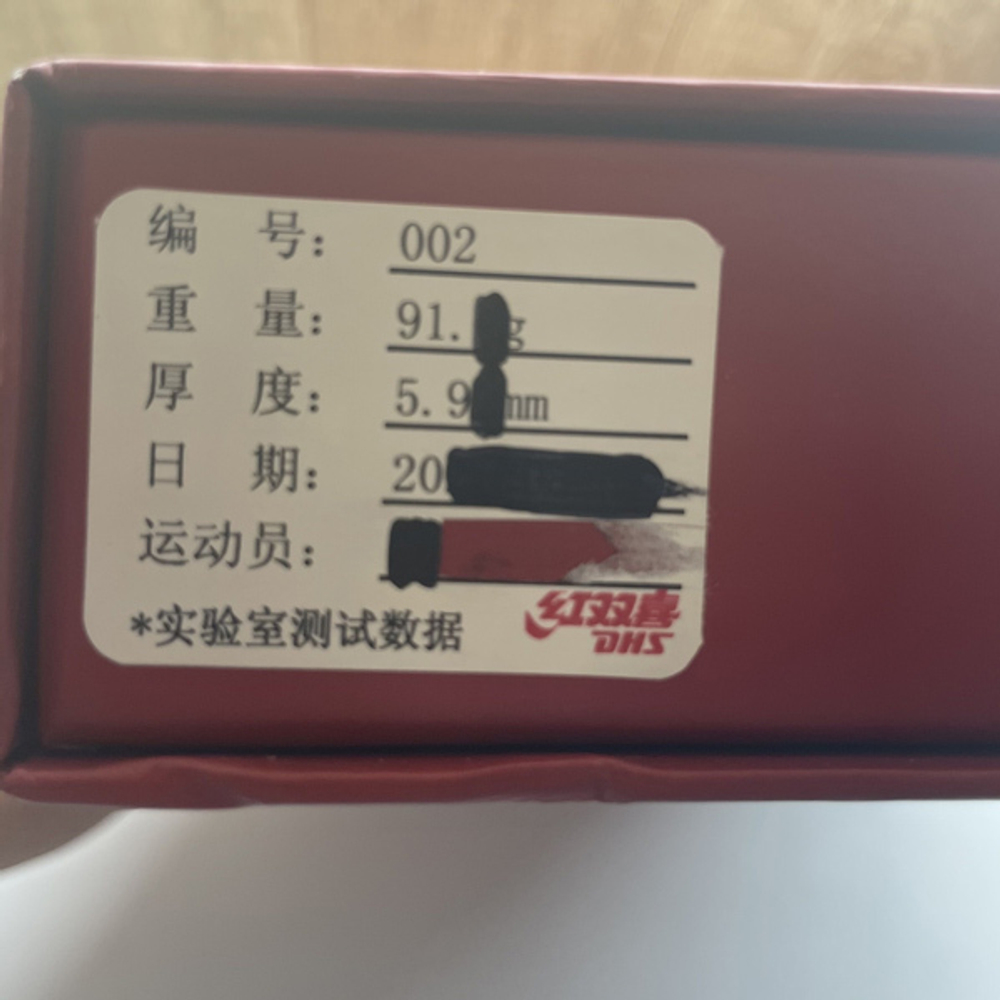 编 号： 002
重 量： 91. g
厚 度： 5.9 mm
日 期： 20
运动员：
*实验室测试数据
红双喜
DHS